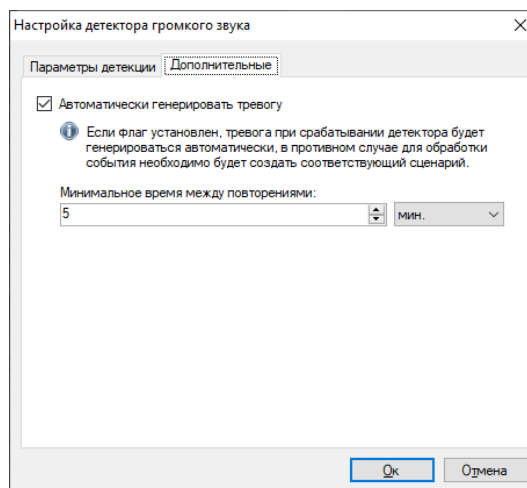 Настройка детектора громкого звука
Параметры детекции
Дополнительные
Автоматически генерировать тревогу
Если флаг установлен, тревога при срабатывании детектора будет
генерироваться автоматически, в противном случае для обработки
события необходимо будет создать соответствующий сценарий.
Минимальное время между повторениями:
5
мин.
Ок
Отмена